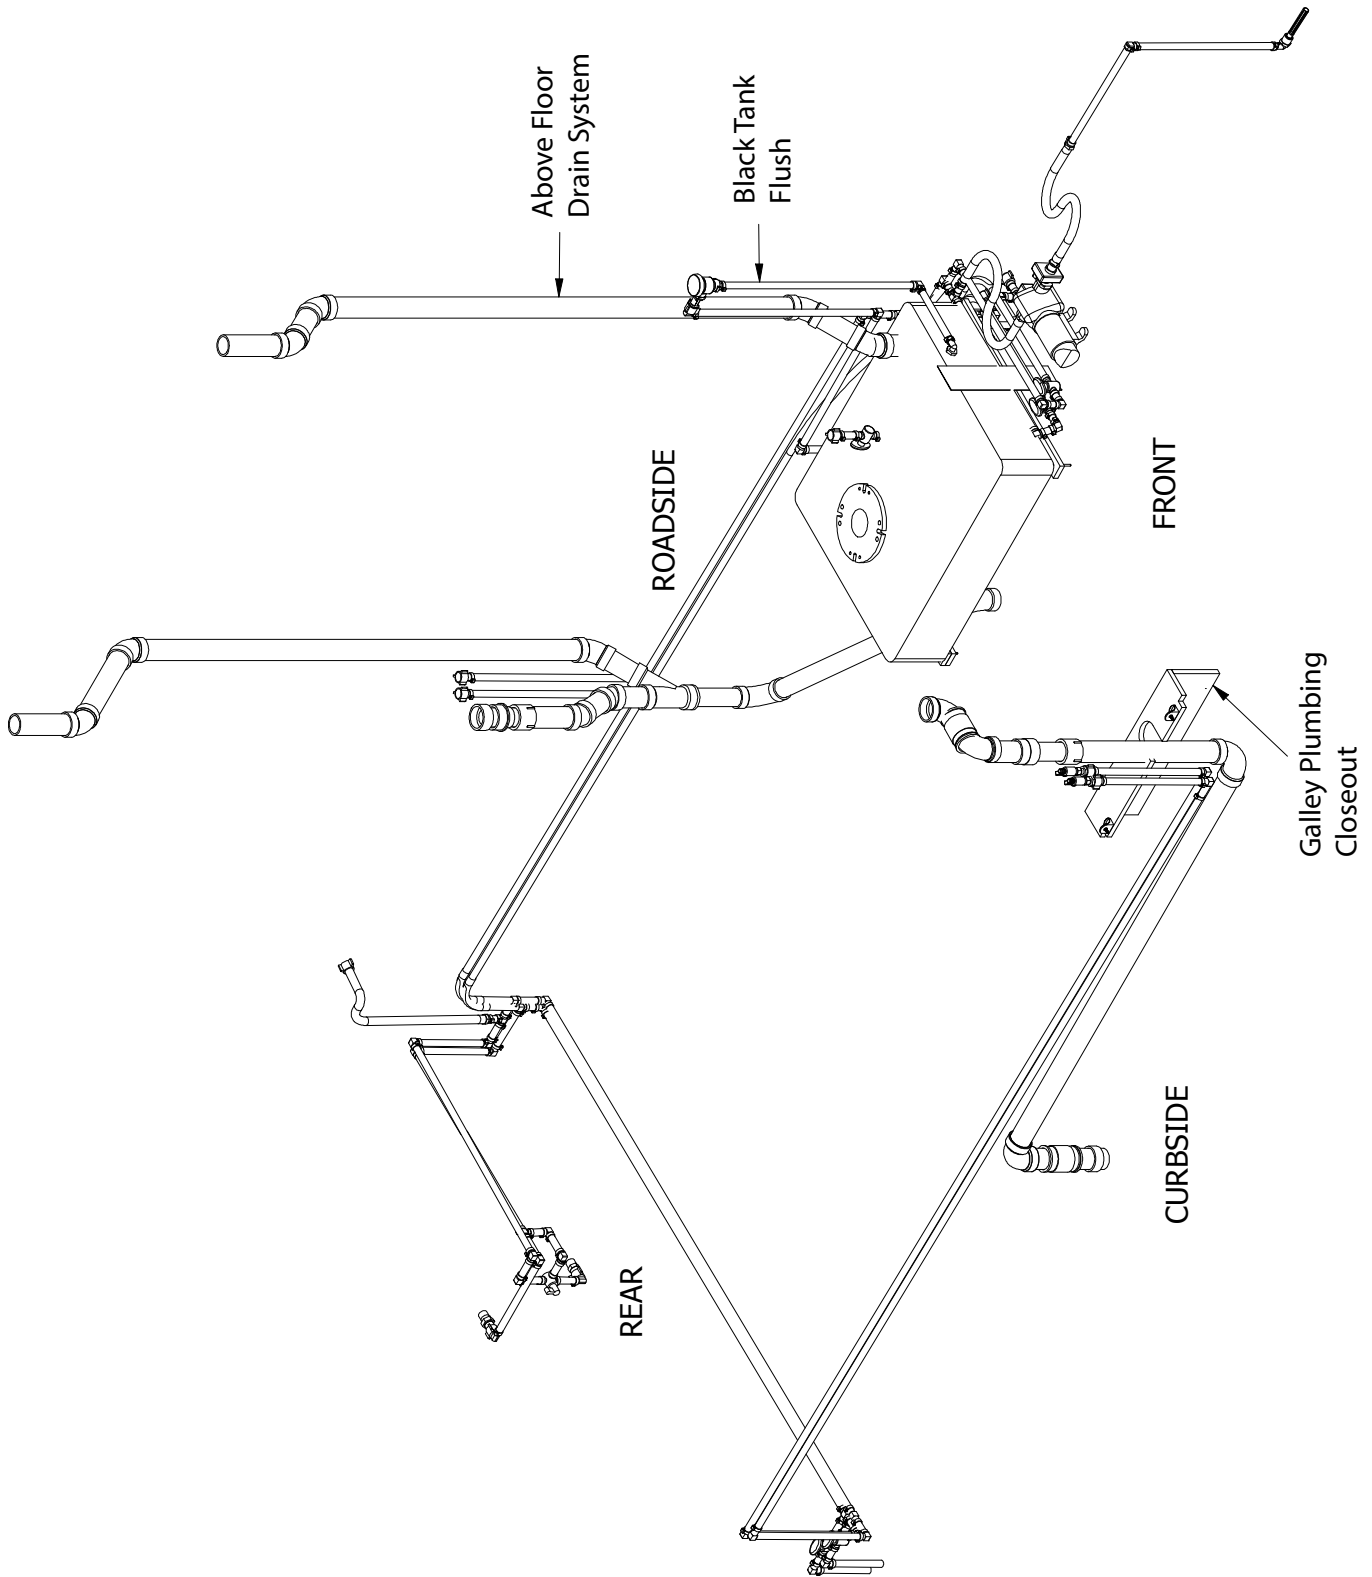 Above Floor
Drain System
Black Tank
Flush
ROADSIDE
FRONT
Galley Plumbing
Closeout
CURBSIDE
REAR